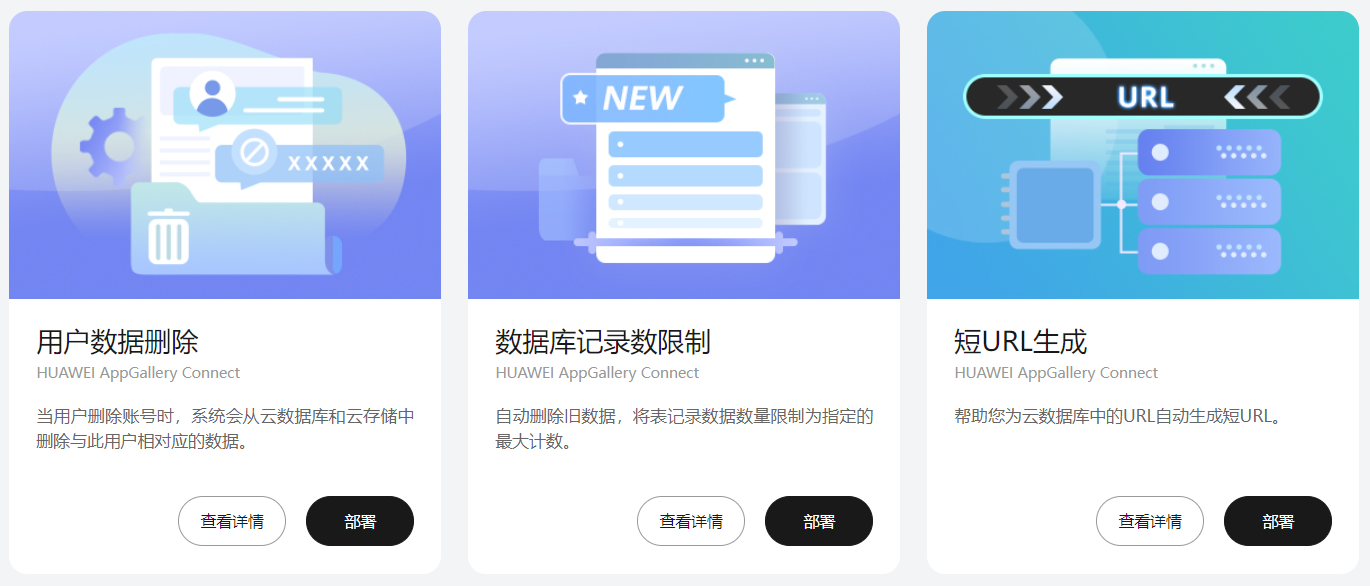 XXXXX
NEW
URL
用户数据删除
HUAWEI AppGallery Connect
当用户删除账号时，系统会从云数据库和云存储中
删除与此用户相对应的数据。
查看详情
部署
数据库记录数限制
HUAWEI AppGallery Connect
自动删除旧数据，将表记录数据数量限制为指定的
最大计数。
查看详情
部署
短URL生成
HUAWEI AppGallery Connect
帮助您为云数据库中的URL自动生成短URL。
查看详情
部署